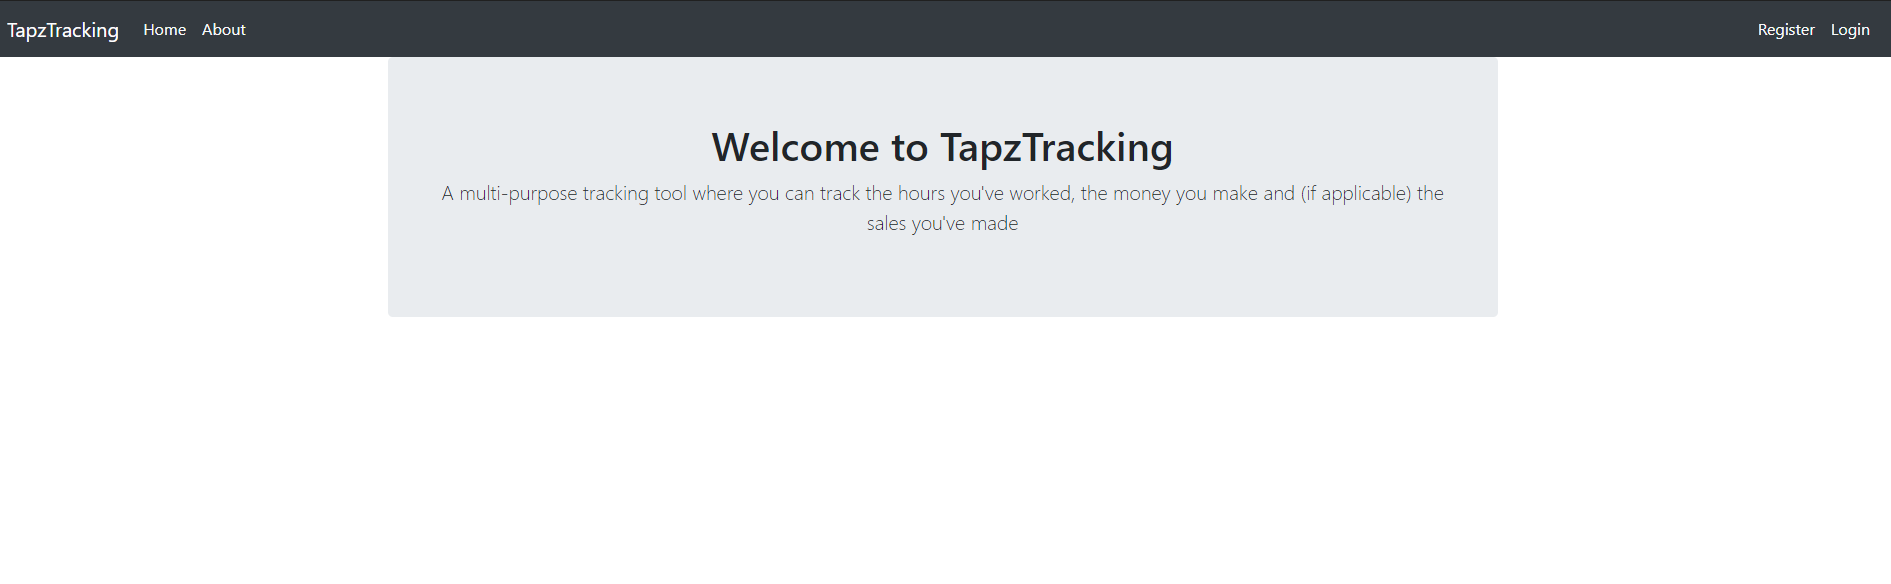 TapzTracking Home About Register Login
Welcome to TapzTracking
A multi-purpose tracking tool where you can track the hours you've worked, the money you make and (if applicable) the
sales you've made